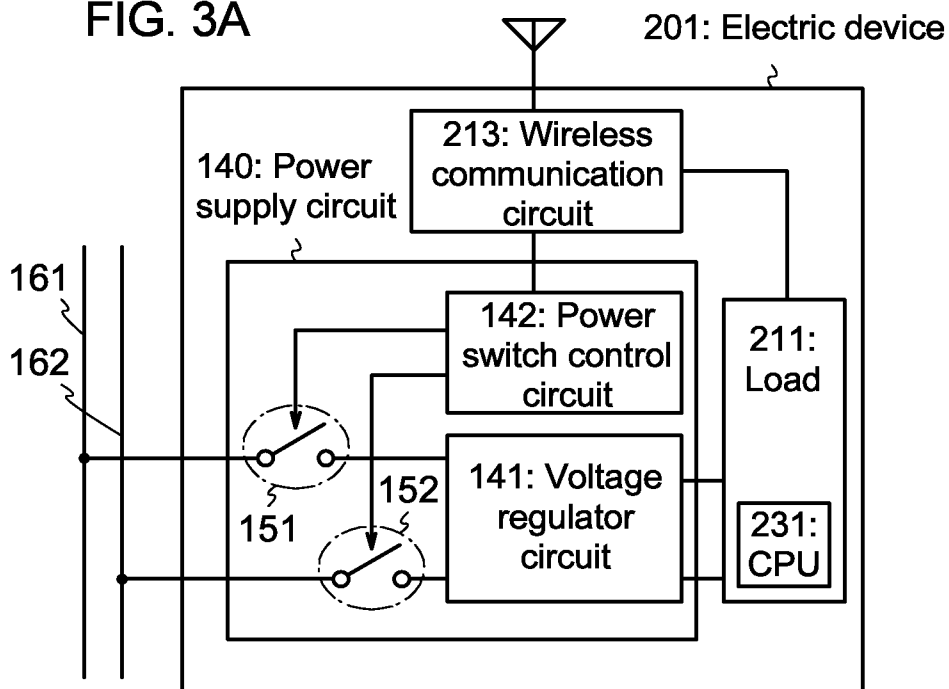 FIG. 3A
201: Electric device
213: Wireless
communication
circuit
140: Power
supply circuit
161
162
142: Power
switch control
circuit
211:
Load
151
152
141: Voltage
regulator
circuit
231:
CPU